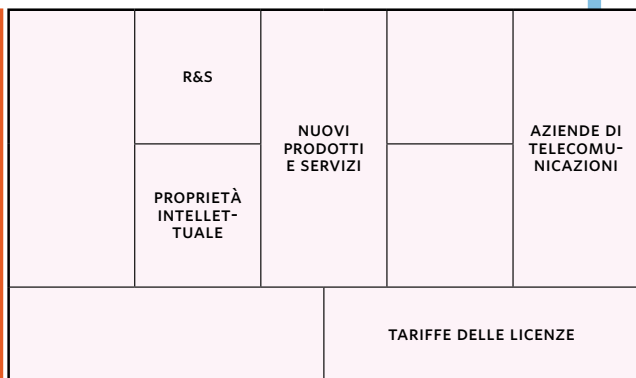 R&S
PROPRIETÀ
INTELLET-
TUALE
NUOVI
PRODOTTI
E SERVIZI
AZIENDE DI
TELECOMU-
NICAZIONI
TARIFFE DELLE LICENZE